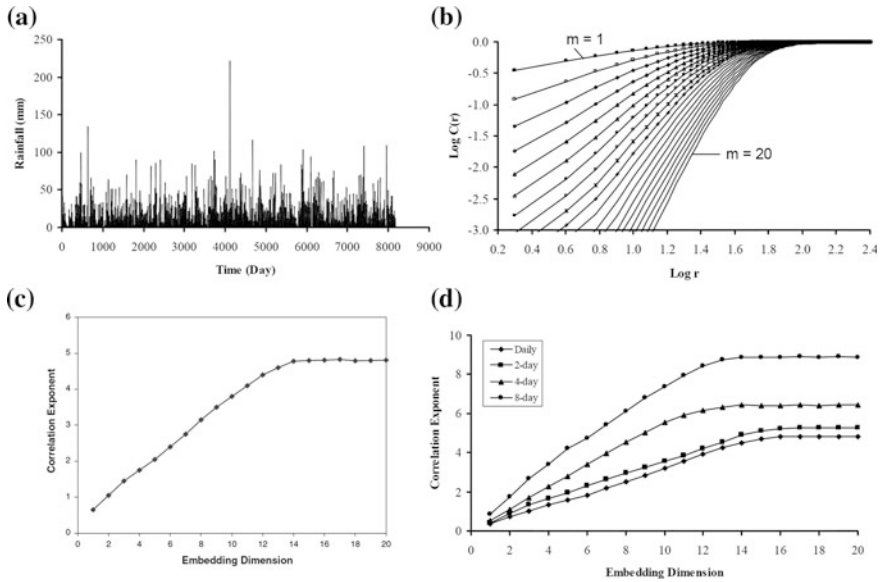 (a)
250
200
150
100
50
0
Rainfall (mm)
0 1000 2000 3000 4000 5000 6000 7000 8000 9000
Time (Day)
(b)
m = 1
m = 20
0.0
-0.5
-1.0
-1.5
-2.0
-2.5
-3.0
Log C(r)
0.2 0.4 0.6 0.8 1.0 1.2 1.4 1.6 1.8 2.0 2.2 2.4
Log r
(c)
6
5
4
3
2
1
0
Correlation Exponent
0 2 4 6 8 10 12 14 16 18 20
Embedding Dimension
(d)
10
8
6
4
2
0
Correlation Exponent
Daily
2-day
4-day
8-day
0 2 4 6 8 10 12 14 16 18 20
Embedding Dimension